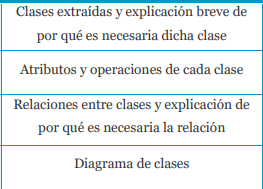 Clases extraídas y explicación breve de
por qué es necesaria dicha clase
Atributos y operaciones de cada clase
Relaciones entre clases y explicación de
por qué es necesaria la relación
Diagrama de clases